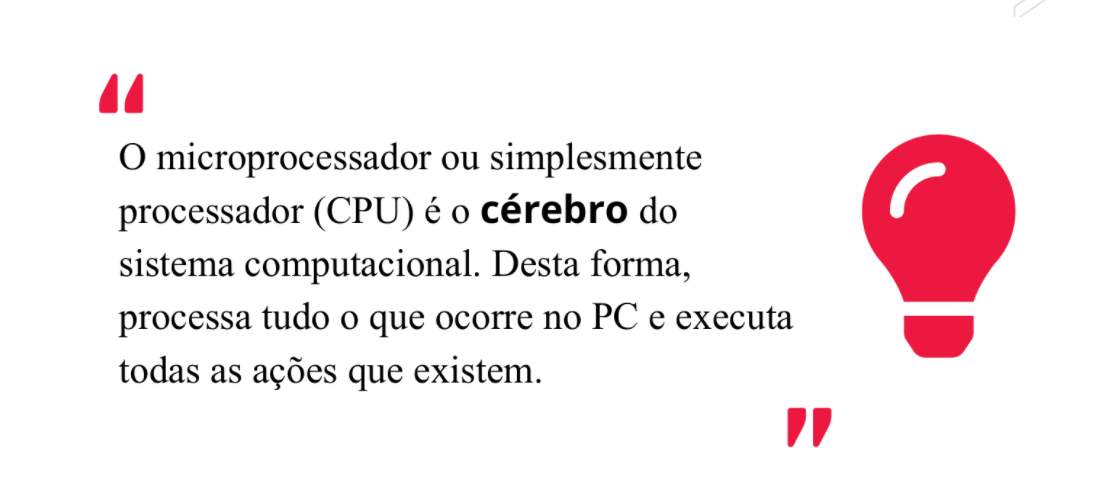 “
O microprocessador ou simplesmente
processador (CPU) é o cérebro do
sistema computacional. Desta forma,
processa tudo o que ocorre no PC e executa
todas as ações que existem.
”